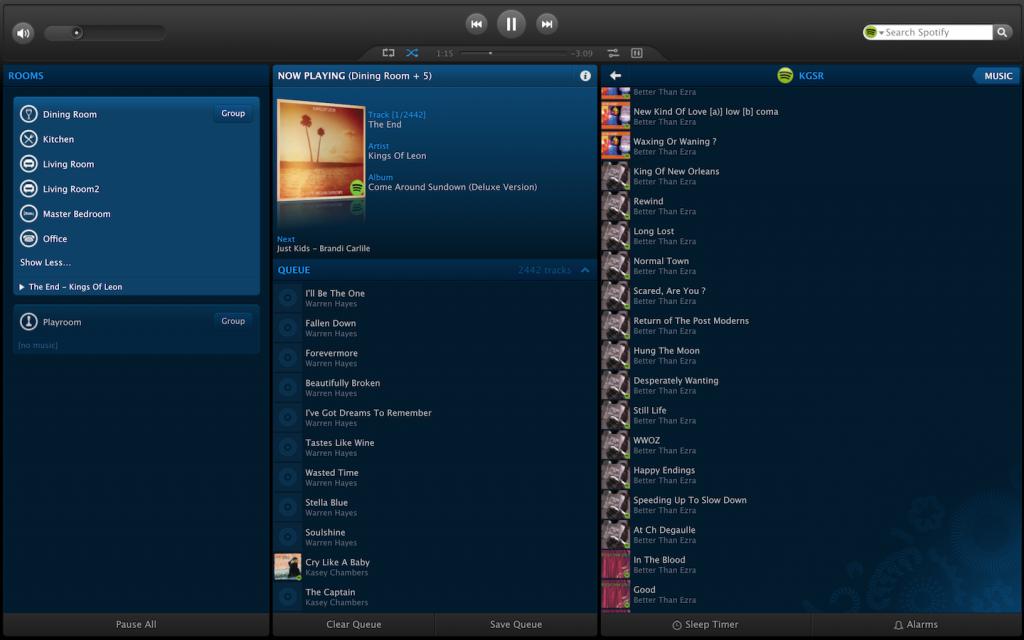 1:15
-3:09
Search Spotify
ROOMS
Dining Room
Group
Kitchen
Living Room
Living Room2
Master Bedroom
Office
Show Less...
The End - Kings Of Leon
Playroom
Group
[no music]
NOW PLAYING (Dining Room + 5)
Track [1/2442]
The End
Artist
Kings Of Leon
Album
Come Around Sundown (Deluxe Version)
Next
Just Kids - Brandi Carlile
QUEUE
2442 tracks
I'll Be The One
Warren Hayes
Fallen Down
Warren Hayes
Forevermore
Warren Hayes
Beautifully Broken
Warren Hayes
I've Got Dreams To Remember
Warren Hayes
Tastes Like Wine
Warren Hayes
Wasted Time
Warren Hayes
Stella Blue
Warren Hayes
Soulshine
Warren Hayes
Cry Like A Baby
Kasey Chambers
The Captain
Kasey Chambers
KGSR
MUSIC
Better Than Ezra
New Kind Of Love [a)] low [b] coma
Better Than Ezra
Waxing Or Waning ?
Better Than Ezra
King Of New Orleans
Better Than Ezra
Rewind
Better Than Ezra
Long Lost
Better Than Ezra
Normal Town
Better Than Ezra
Scared, Are You ?
Better Than Ezra
Return of The Post Moderns
Better Than Ezra
Hung The Moon
Better Than Ezra
Desperately Wanting
Better Than Ezra
Still Life
Better Than Ezra
WWOZ
Better Than Ezra
Happy Endings
Better Than Ezra
Speeding Up To Slow Down
Better Than Ezra
At Ch Degaulle
Better Than Ezra
In The Blood
Better Than Ezra
Good
Better Than Ezra
Pause All
Clear Queue
Save Queue
Sleep Timer
Alarms